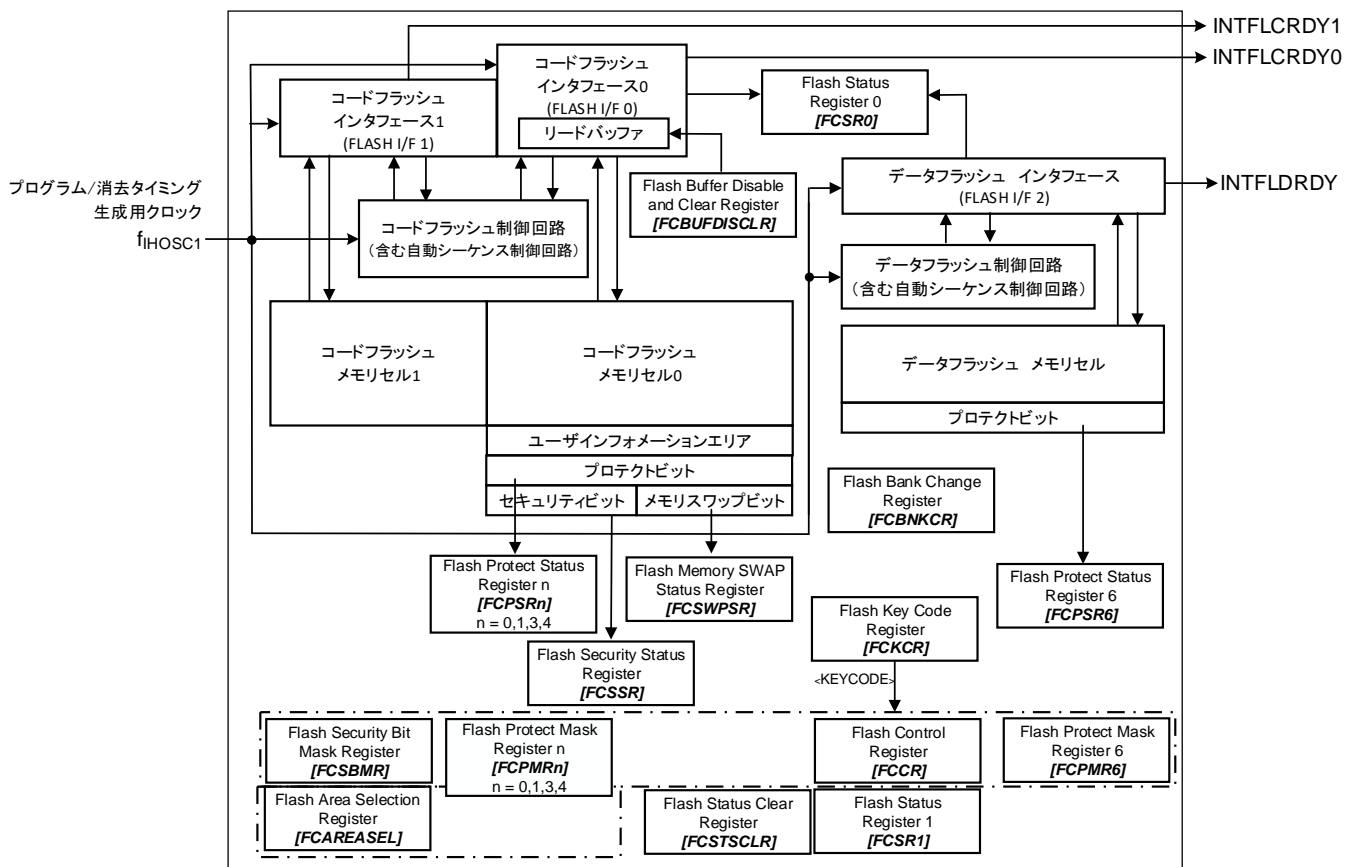 INTFLCRDY1
INTFLCRDY0
コードフラッシュ
インタフェース0
(FLASH I/F 0)
リードバッファ
コードフラッシュ
インタフェース1
(FLASH I/F 1)
Flash Status
Register 0
[FCSR0]
プログラム/消去タイミング
生成用クロック
fIHOSC1
Flash Buffer Disable
and Clear Register
[FCBUFDISCLR]
データフラッシュ インタフェース
(FLASH I/F 2)
INTFLDRDY
コードフラッシュ制御回路
(含む自動シーケンス制御回路)
データフラッシュ制御回路
(含む自動シーケンス制御回路)
コードフラッシュ
メモリセル1
コードフラッシュ
メモリセル0
データフラッシュ メモリセル
プロテクトビット
ユーザインフォメーションエリア
プロテクトビット
セキュリティビット
メモリスワップビット
Flash Bank Change
Register
[FCBNKCR]
Flash Protect Status
Register n
[FCPSRn]
n = 0,1,3,4
Flash Memory SWAP
Status Register
[FCSWPSR]
Flash Protect Status
Register 6
[FCPSR6]
Flash Key Code
Register
[FCKCR]
Flash Security Status
Register
[FCSSR]
<KEYCODE>
Flash Security Bit
Mask Register
[FCSBMR]
Flash Protect Mask
Register n
[FCPMRn]
n = 0,1,3,4
Flash Control
Register
[FCCR]
Flash Protect Mask
Register 6
[FCPMR6]
Flash Area Selection
Register
[FCAREASEL]
Flash Status Clear
Register
[FCSTSCLR]
Flash Status
Register 1
[FCSR1]